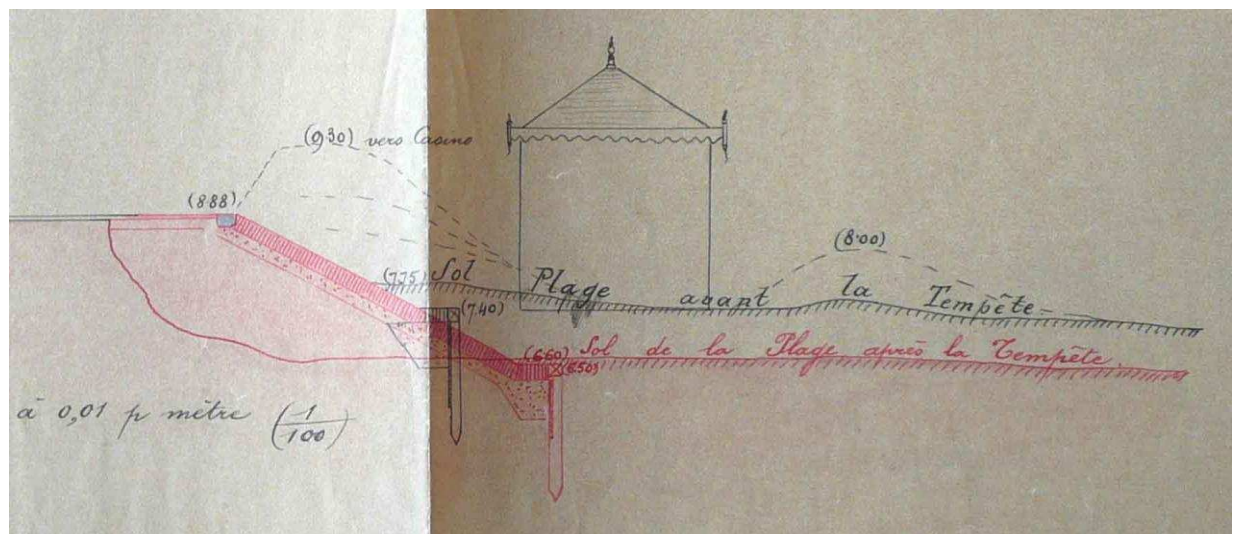 (9.30) vers Casino
(8.88)
(8.00)
(7.75) Sol Plage avant la Tempête
(7.40)
(6.60) Sol de la Plage après la Tempête.
(6.50)
à 0,01 p mètre (1/100)